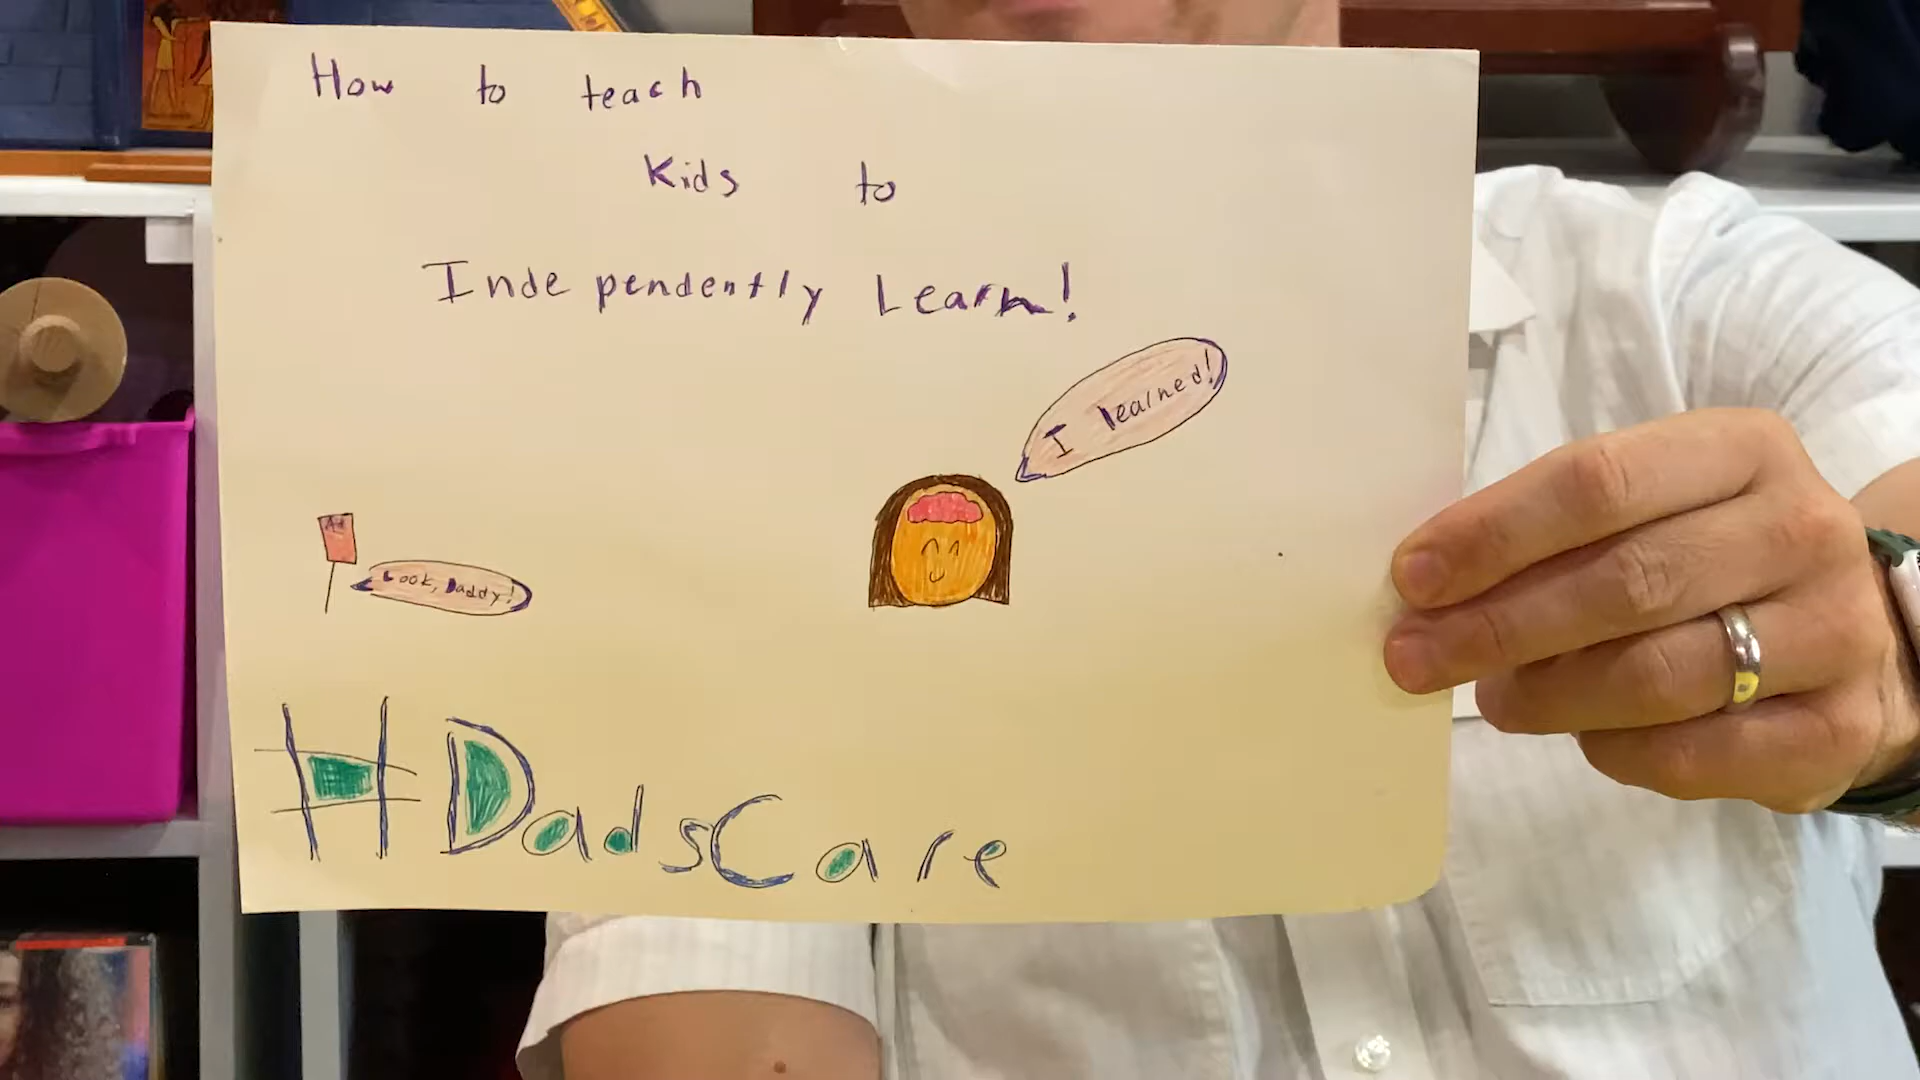 How to teach
Kids to
Independently Learn!
I learned!
A+
Look, Daddy!
#DadsCare